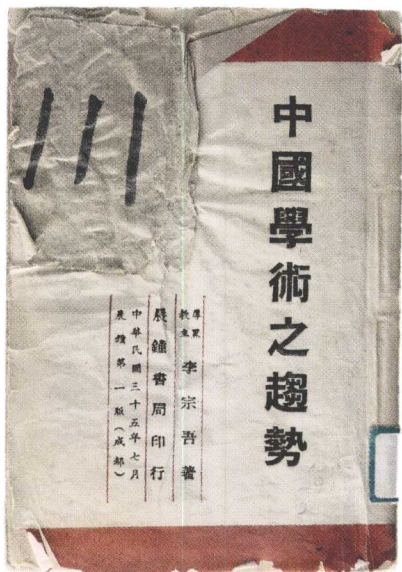 中國學術之趨勢
厚黑教主 李宗吾著
晨鐘書局印行
中華民國三十五年七月
晨鐘第一版（成都）
111